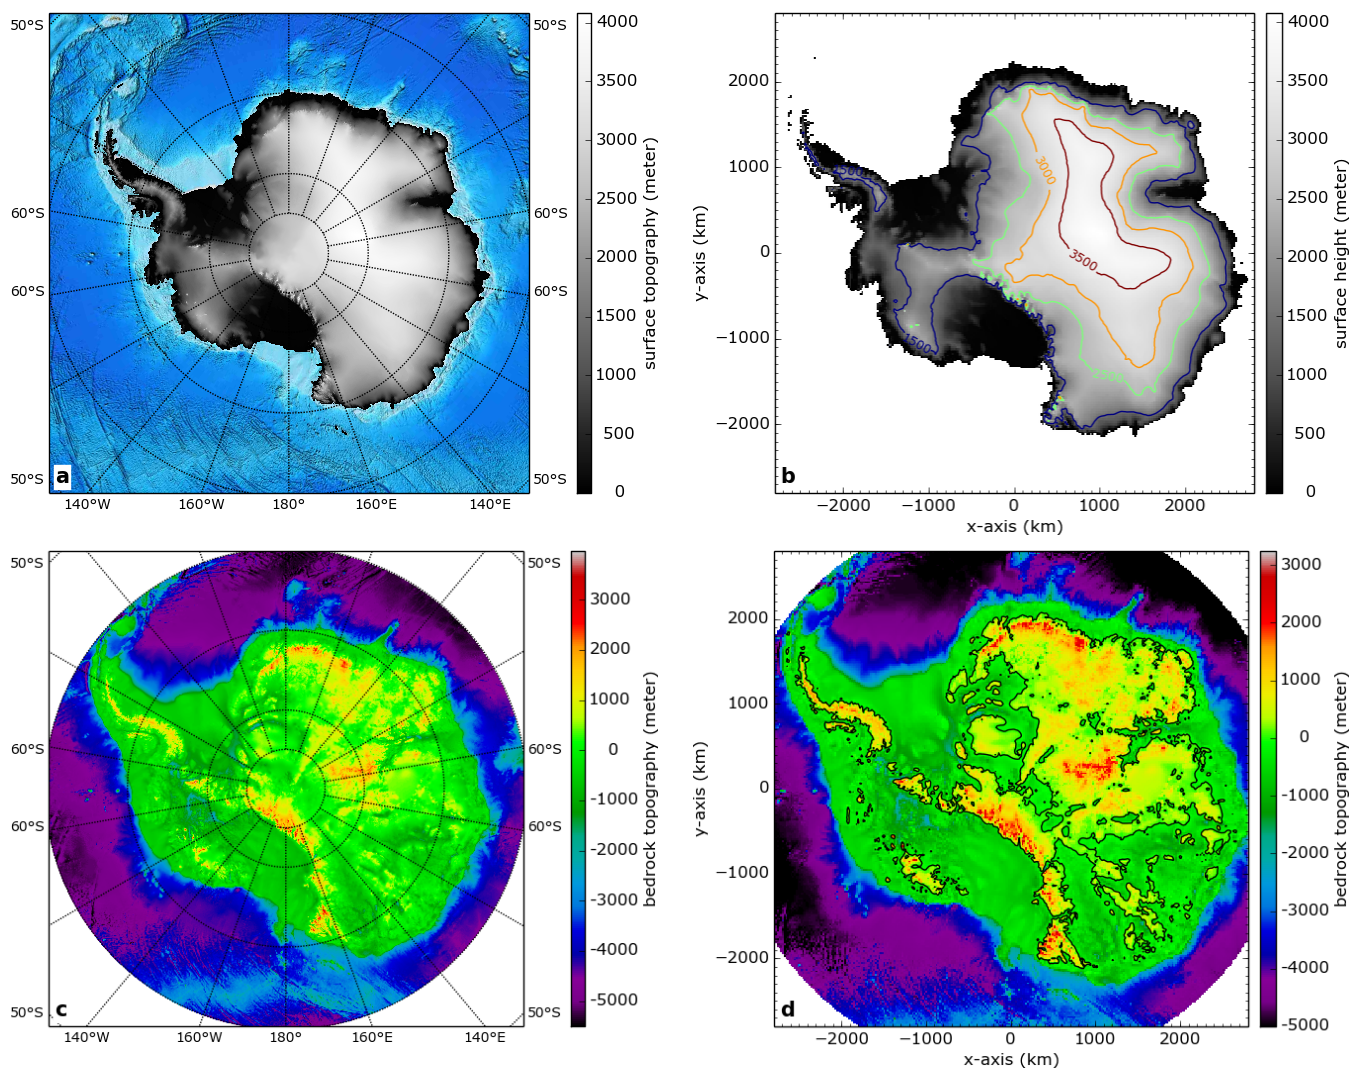 50°S
50°S
60°S
60°S
60°S
60°S
50°S
50°S
140°W
160°W
180°
160°E
140°E
a
4000
3500
3000
2500
2000
1500
1000
500
0
surface topography (meter)
2000
1000
0
−1000
−2000
y-axis (km)
−2000
−1000
0
1000
2000
x-axis (km)
b
1500
3000
3500
1500
2500
4000
3500
3000
2500
2000
1500
1000
500
0
surface height (meter)
50°S
50°S
60°S
60°S
60°S
60°S
50°S
50°S
140°W
160°W
180°
160°E
140°E
c
3000
2000
1000
0
-1000
-2000
-3000
-4000
-5000
bedrock topography (meter)
2000
1000
0
−1000
−2000
y-axis (km)
−2000
−1000
0
1000
2000
x-axis (km)
d
3000
2000
1000
0
-1000
-2000
-3000
-4000
-5000
bedrock topography (meter)